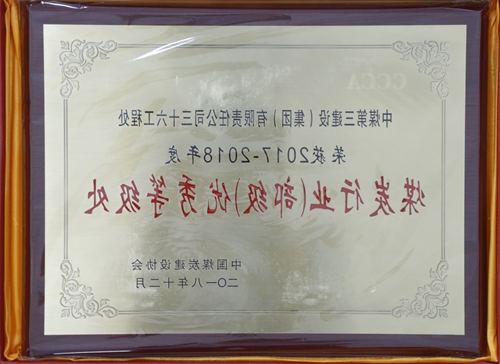 CCCA
中煤第三建设(集团)有限责任公司三十六工程处
荣获2017-2018年度
煤炭行业(部级)优秀等级处
中国煤炭建设协会
二〇一八年十二月